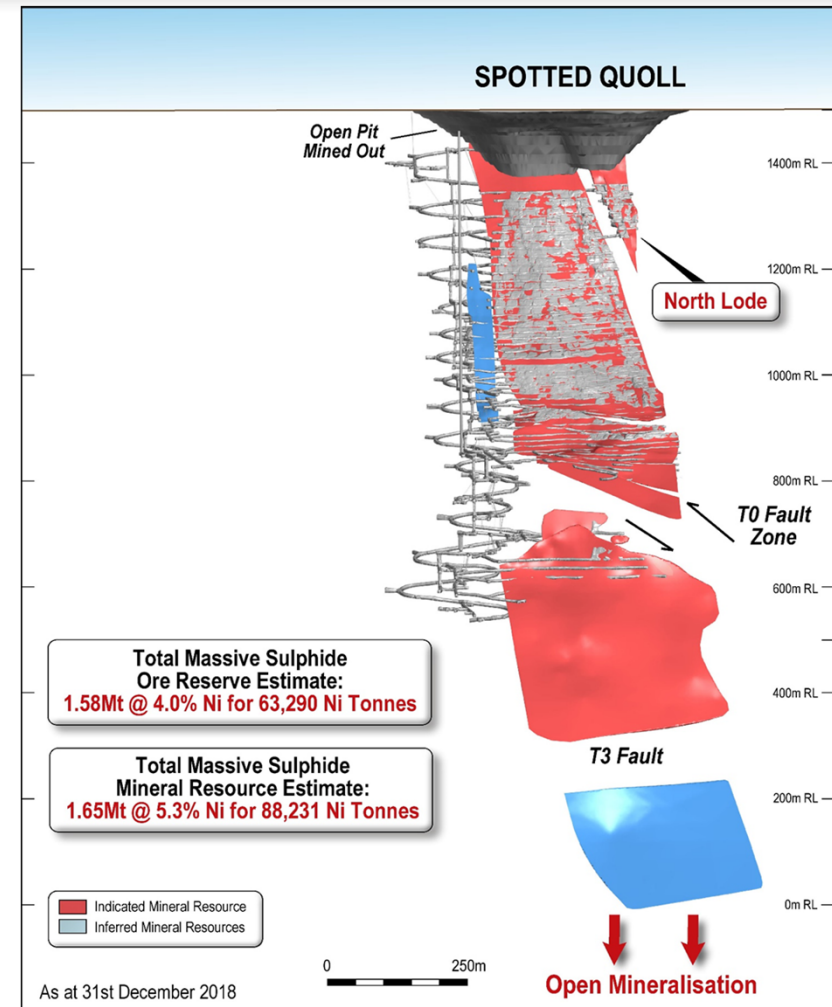 SPOTTED QUOLL
Open Pit
Mined Out
1400m RL
1200m RL
North Lode
1000m RL
800m RL
T0 Fault
Zone
600m RL
Total Massive Sulphide
Ore Reserve Estimate:
1.58Mt @ 4.0% Ni for 63,290 Ni Tonnes
400m RL
T3 Fault
Total Massive Sulphide
Mineral Resource Estimate:
1.65Mt @ 5.3% Ni for 88,231 Ni Tonnes
200m RL
Indicated Mineral Resource
Inferred Mineral Resources
0m RL
0 250m
Open Mineralisation
As at 31st December 2018